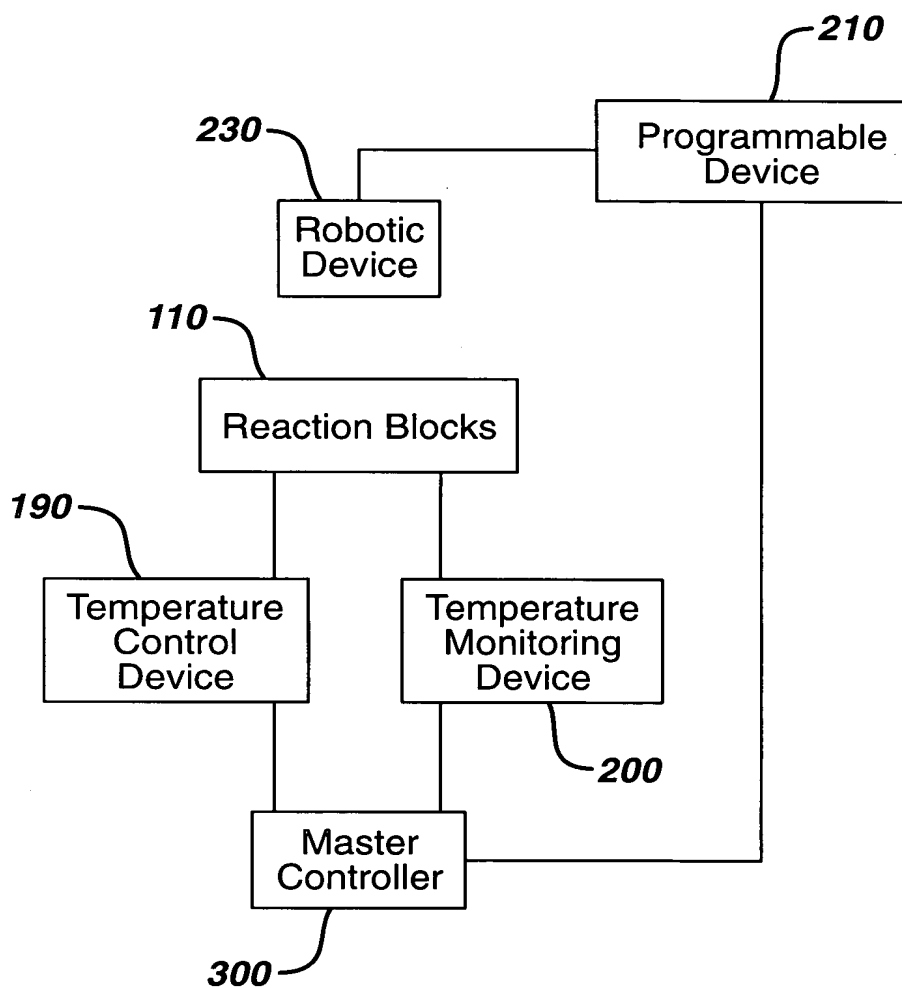 210
Programmable
Device
230
Robotic
Device
110
Reaction Blocks
190
Temperature
Control
Device
Temperature
Monitoring
Device
200
Master
Controller
300